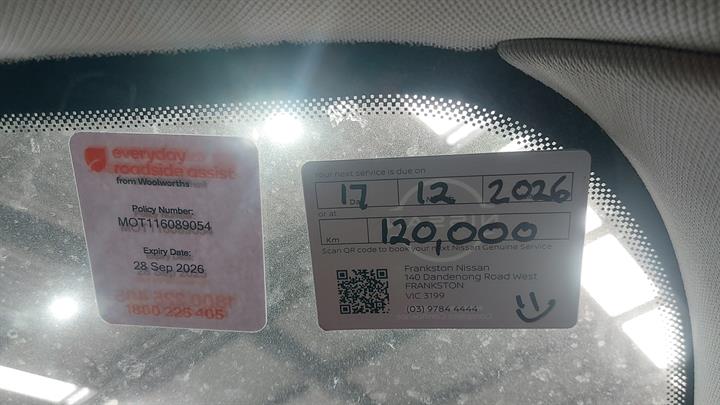 everyday
roadside assist
from Woolworths
Policy Number:
MOT116089054
Expiry Date:
28 Sep 2026
1800 225 405
Your next service is due on
17 12 2026
Day
or at
Km 120,000
Scan QR code to book your next Nissan Genuine Service
Frankston Nissan
140 Dandenong Road West
FRANKSTON
VIC 3199
(03) 9784 4444